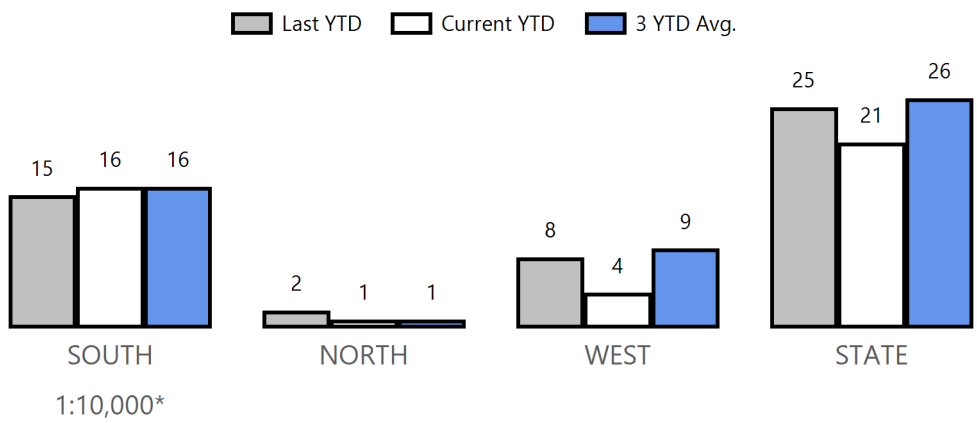 Last YTD Current YTD 3 YTD Avg.
15 16 16 2 1 1 8 4 9 25 21 26
SOUTH NORTH WEST STATE
1:10,000*